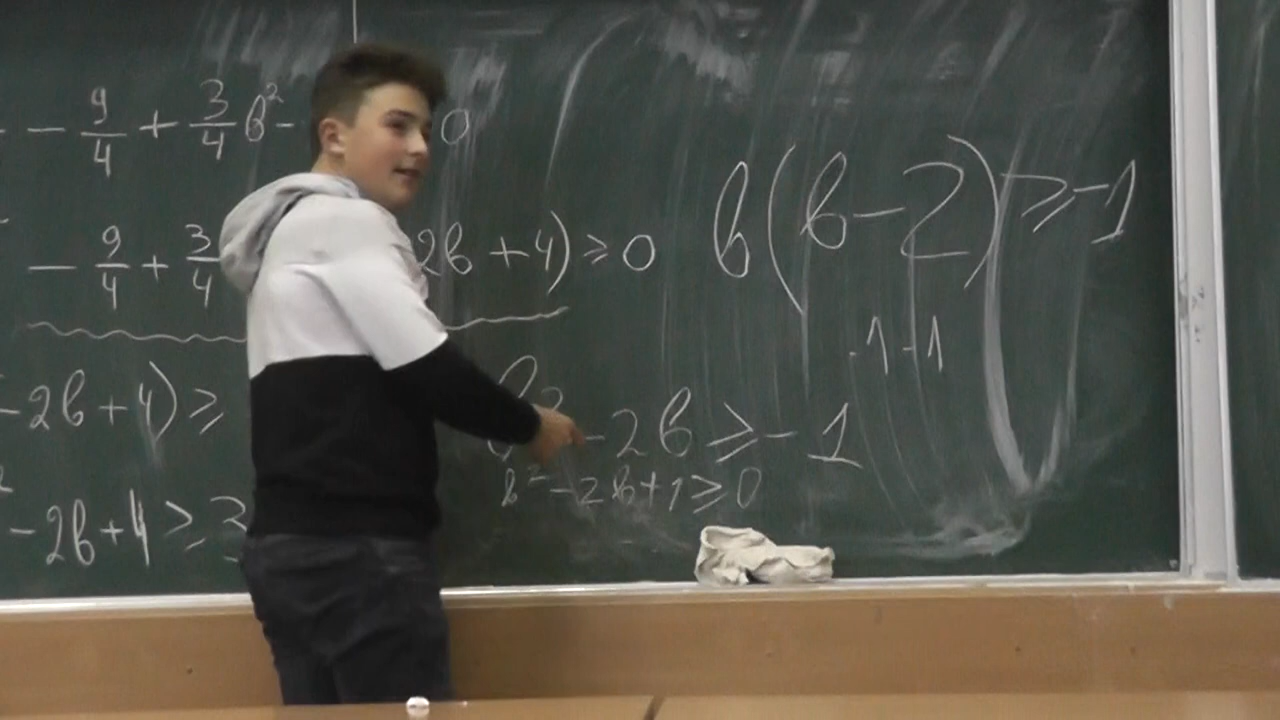 - 9/4 + 3/4 b² - 0
- 9/4 + 3/4 2b + 4) ≥ 0
-2b + 4) ≥
-2b + 4 ≥ 3
b(b - 2) ≥ -1
-1 · 1
- 2b ≥ - 1
b² - 2b + 1 ≥ 0